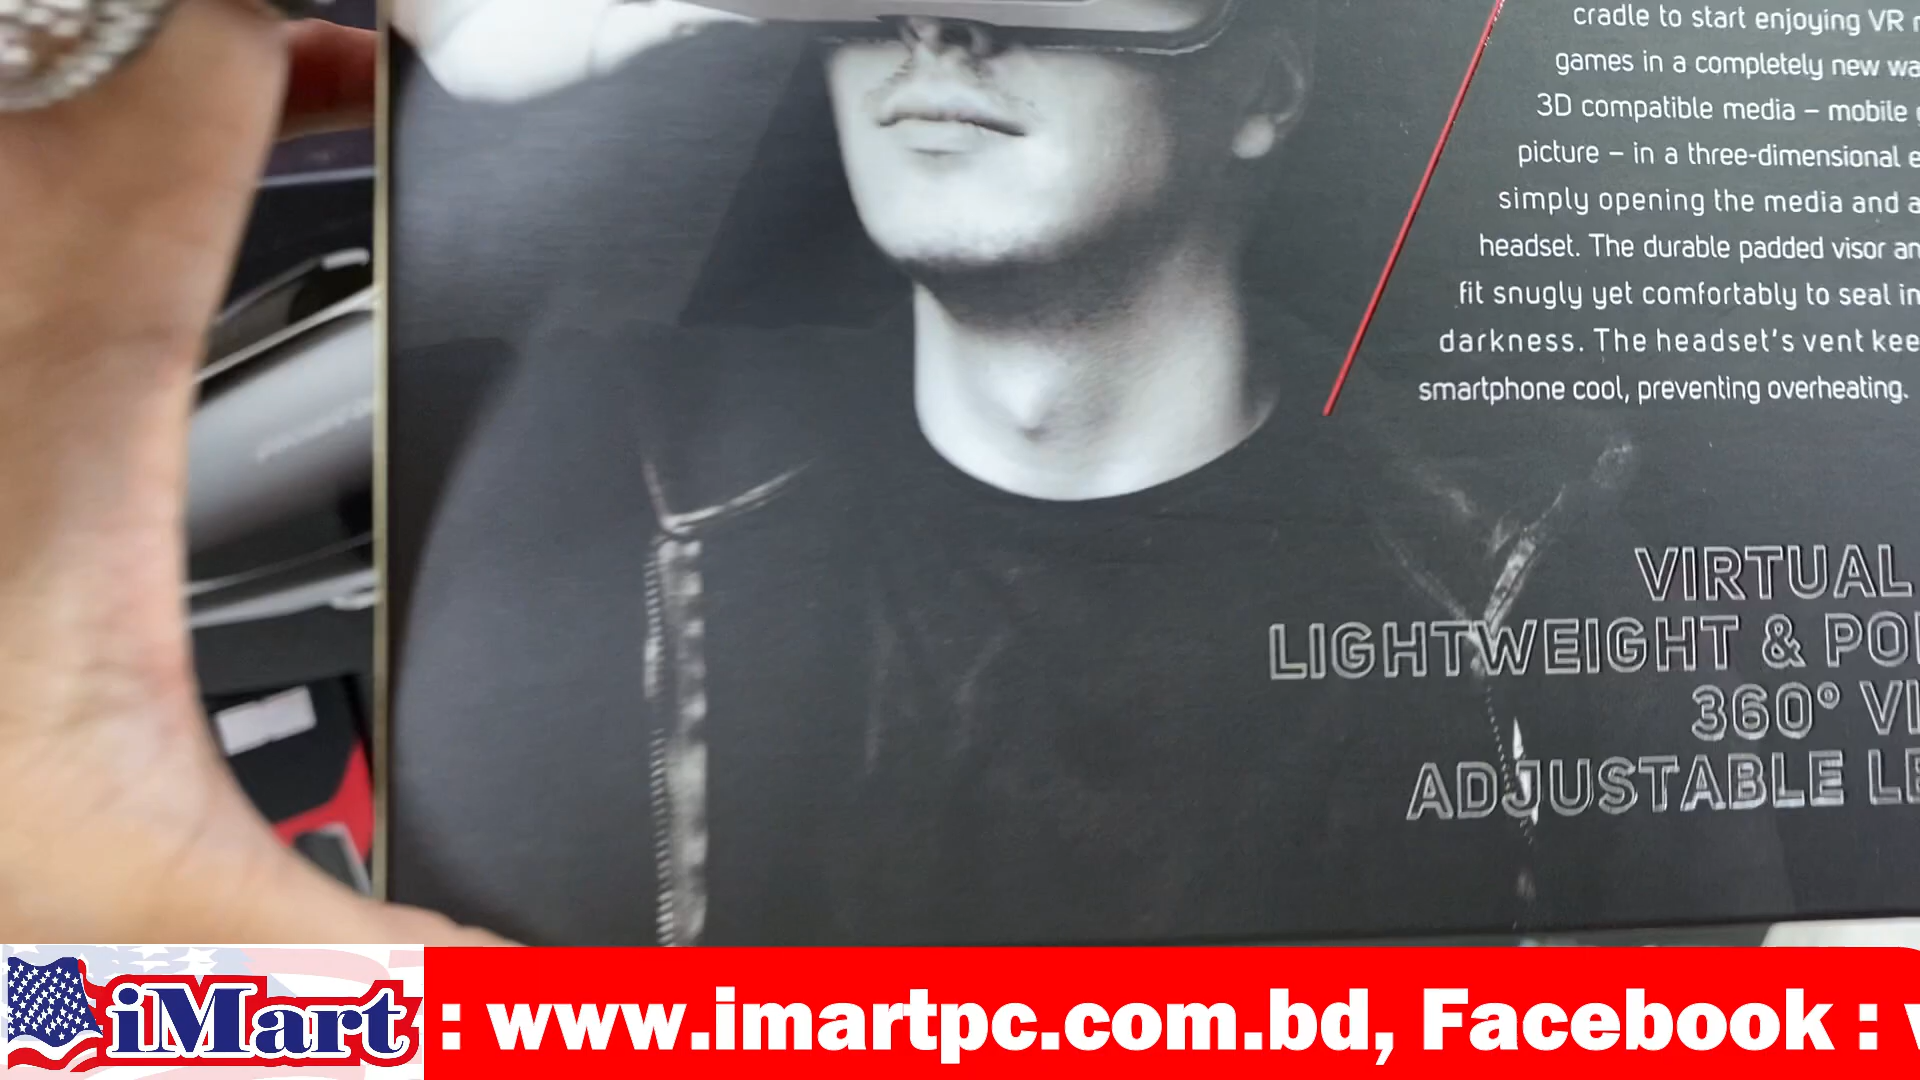 cradle to start enjoying VR
games in a completely new
3D compatible media – mobile
picture – in a three-dimensional
simply opening the media and
headset. The durable padded visor
fit snugly yet comfortably to seal in
darkness. The headset's vent
smartphone cool, preventing overheating.
VIRTUAL
LIGHTWEIGHT &
360°
ADJUSTABLE
iMart : www.imartpc.com.bd, Facebook :